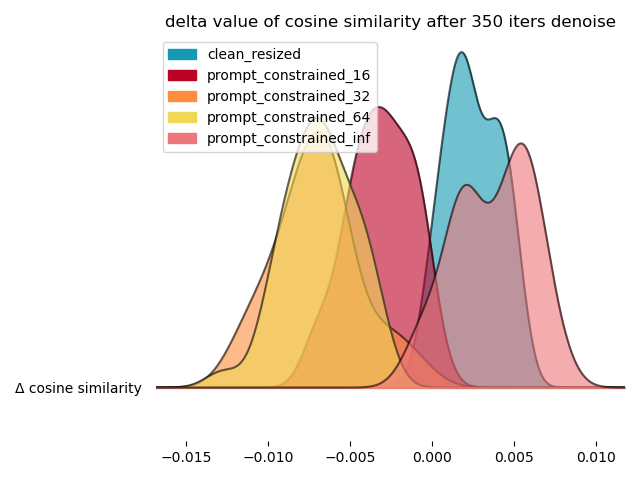 delta value of cosine similarity after 350 iters denoise
clean_resized
prompt_constrained_16
prompt_constrained_32
prompt_constrained_64
prompt_constrained_inf
Δ cosine similarity
−0.015 −0.010 −0.005 0.000 0.005 0.010